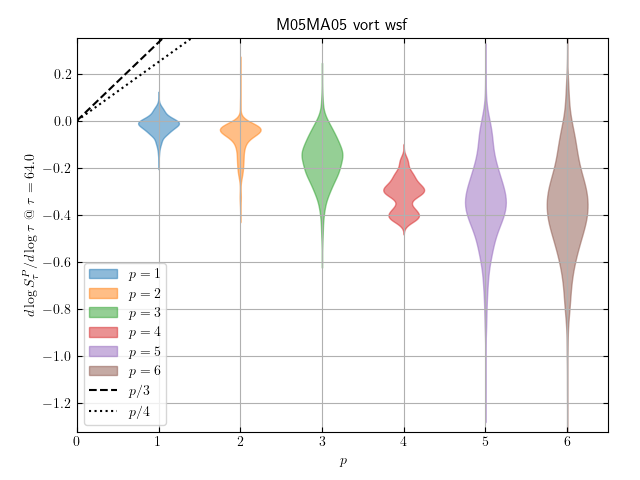 M05MA05 vort wsf
d log S_τ^p / d log τ @ τ = 64.0
0.2
0.0
−0.2
−0.4
−0.6
−0.8
−1.0
−1.2
p = 1
p = 2
p = 3
p = 4
p = 5
p = 6
p/3
p/4
0 1 2 3 4 5 6
p